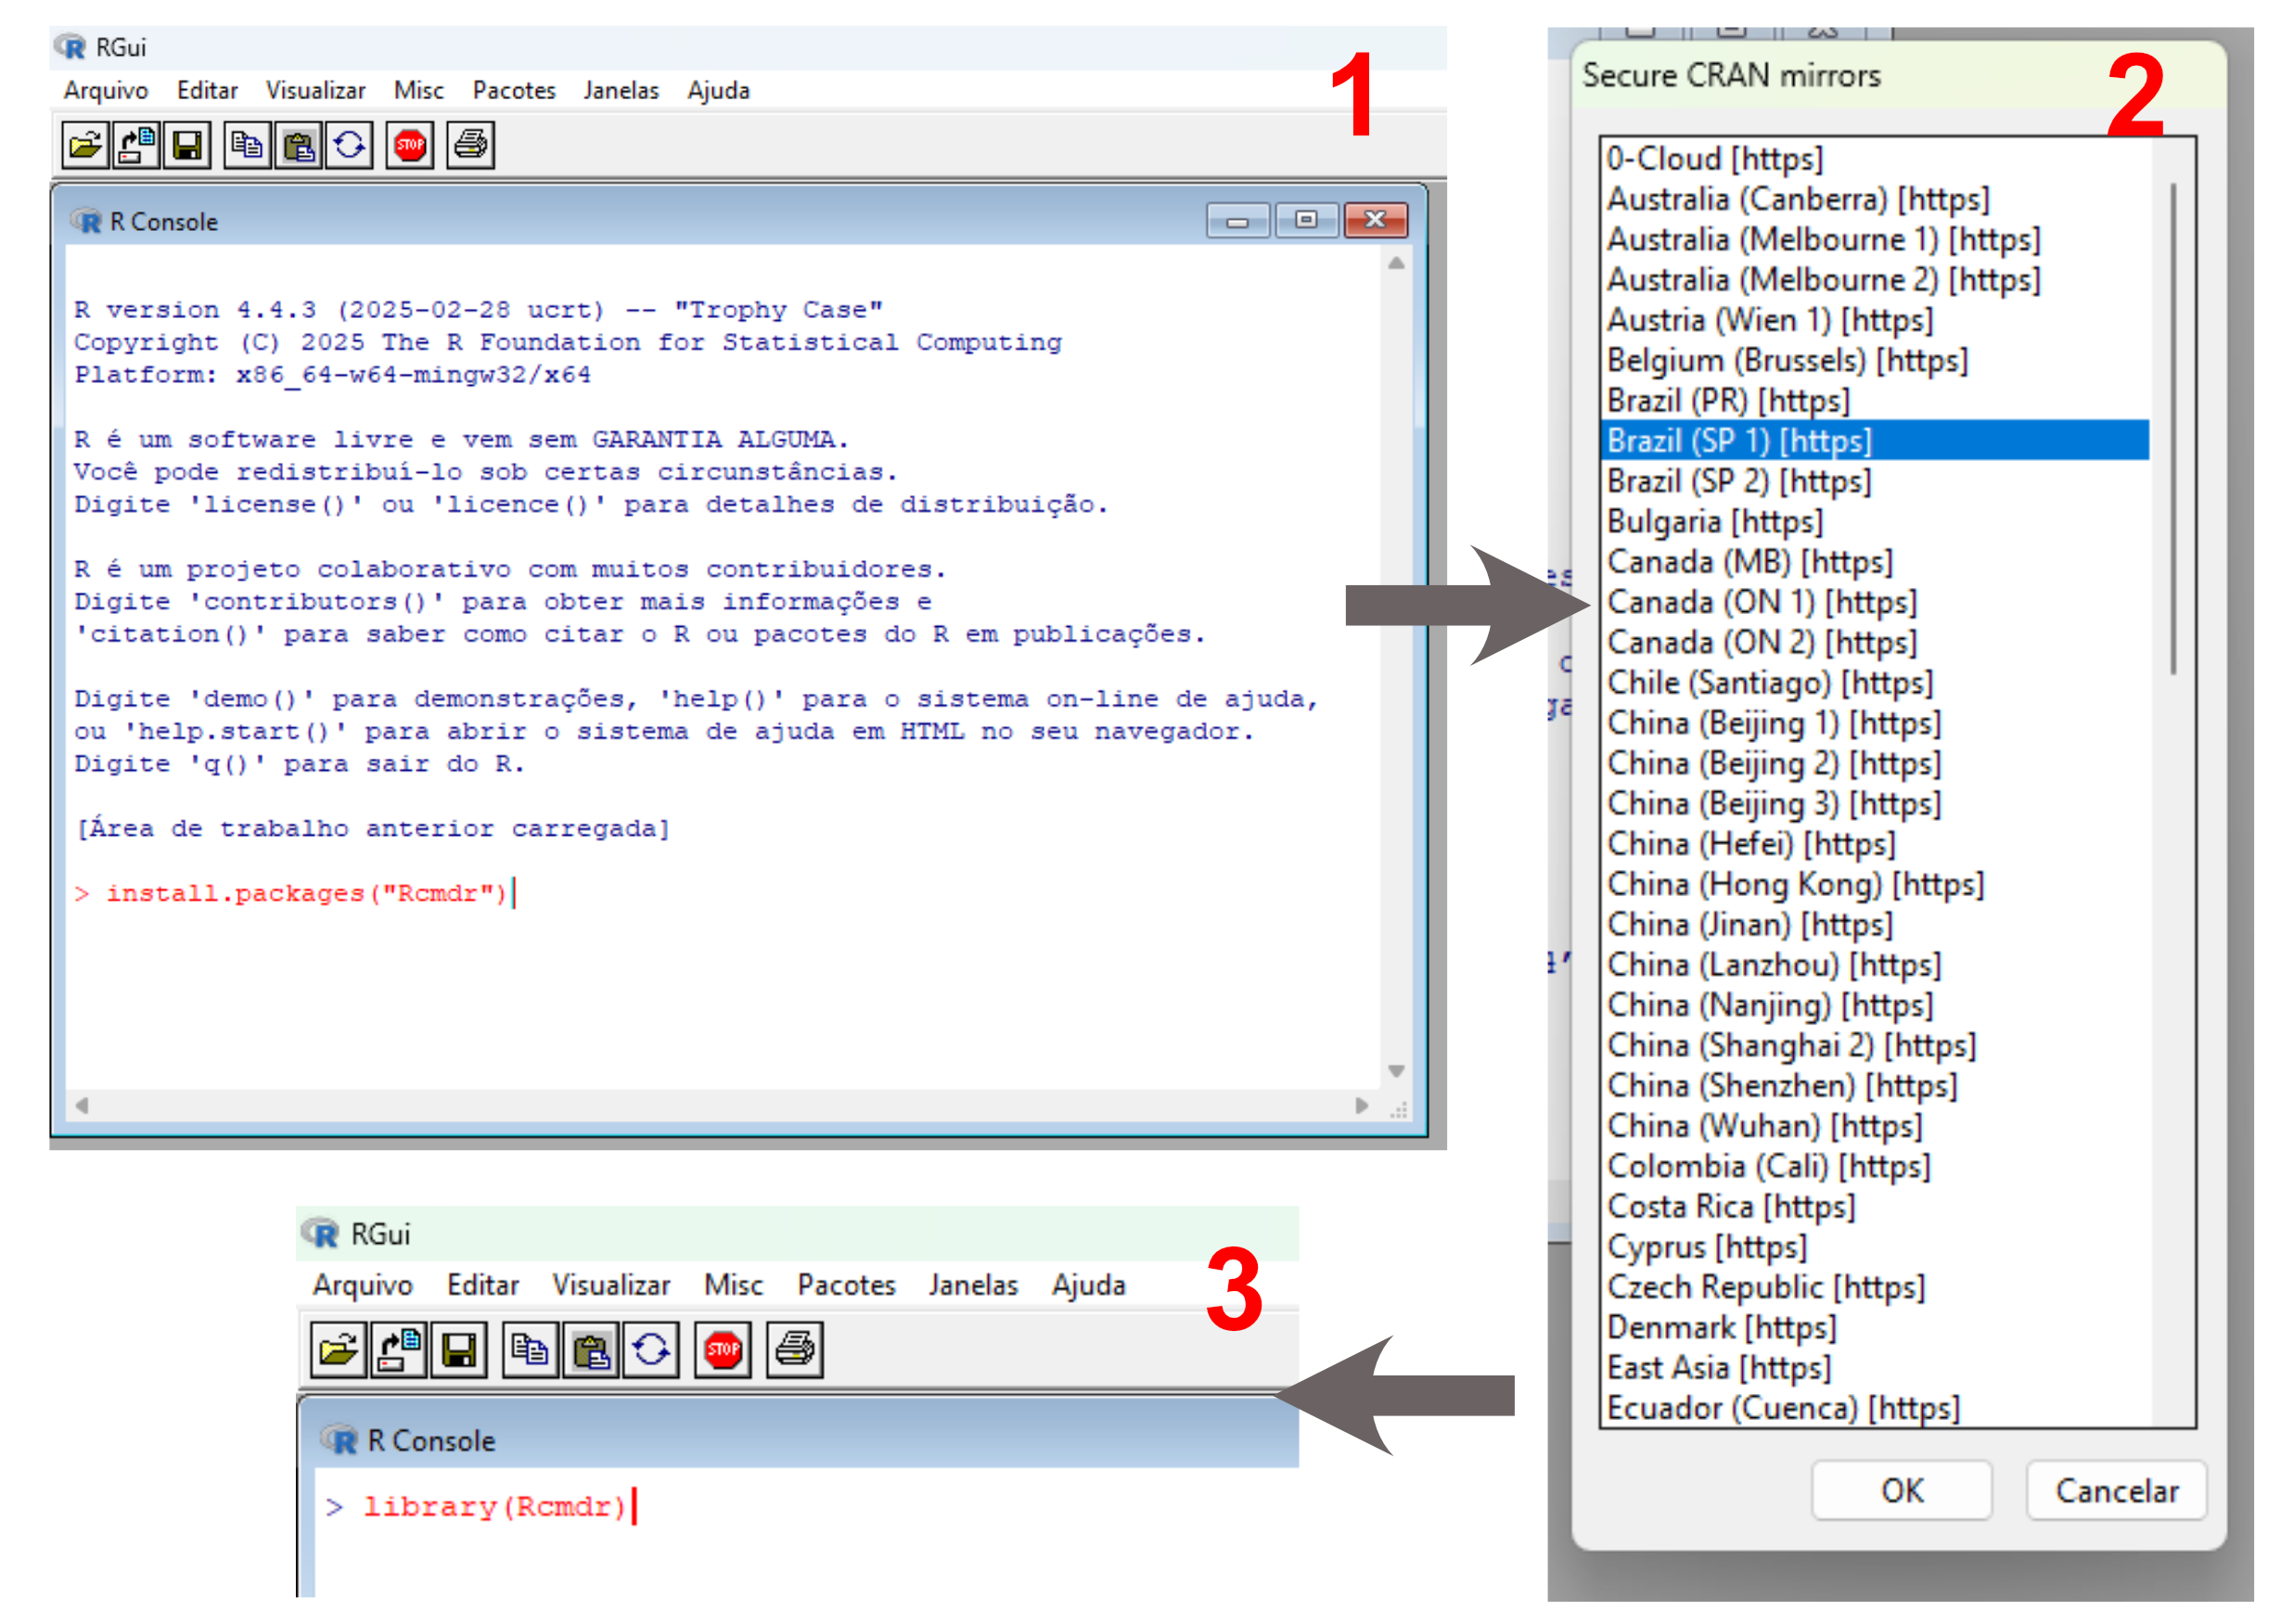 RGui
1
Arquivo Editar Visualizar Misc Pacotes Janelas Ajuda
STOP
R Console
R version 4.4.3 (2025-02-28 ucrt) -- "Trophy Case"
Copyright (C) 2025 The R Foundation for Statistical Computing
Platform: x86_64-w64-mingw32/x64
R é um software livre e vem sem GARANTIA ALGUMA.
Você pode redistribuí-lo sob certas circunstâncias.
Digite 'license()' ou 'licence()' para detalhes de distribuição.
R é um projeto colaborativo com muitos contribuidores.
Digite 'contributors()' para obter mais informações e
'citation()' para saber como citar o R ou pacotes do R em publicações.
Digite 'demo()' para demonstrações, 'help()' para o sistema on-line de ajuda,
ou 'help.start()' para abrir o sistema de ajuda em HTML no seu navegador.
Digite 'q()' para sair do R.
[Área de trabalho anterior carregada]
> install.packages("Rcmdr")
Secure CRAN mirrors
2
0-Cloud [https]
Australia (Canberra) [https]
Australia (Melbourne 1) [https]
Australia (Melbourne 2) [https]
Austria (Wien 1) [https]
Belgium (Brussels) [https]
Brazil (PR) [https]
Brazil (SP 1) [https]
Brazil (SP 2) [https]
Bulgaria [https]
Canada (MB) [https]
Canada (ON 1) [https]
Canada (ON 2) [https]
Chile (Santiago) [https]
China (Beijing 1) [https]
China (Beijing 2) [https]
China (Beijing 3) [https]
China (Hefei) [https]
China (Hong Kong) [https]
China (Jinan) [https]
China (Lanzhou) [https]
China (Nanjing) [https]
China (Shanghai 2) [https]
China (Shenzhen) [https]
China (Wuhan) [https]
Colombia (Cali) [https]
Costa Rica [https]
Cyprus [https]
Czech Republic [https]
Denmark [https]
East Asia [https]
Ecuador (Cuenca) [https]
OK Cancelar
RGui
3
Arquivo Editar Visualizar Misc Pacotes Janelas Ajuda
STOP
R Console
> library(Rcmdr)